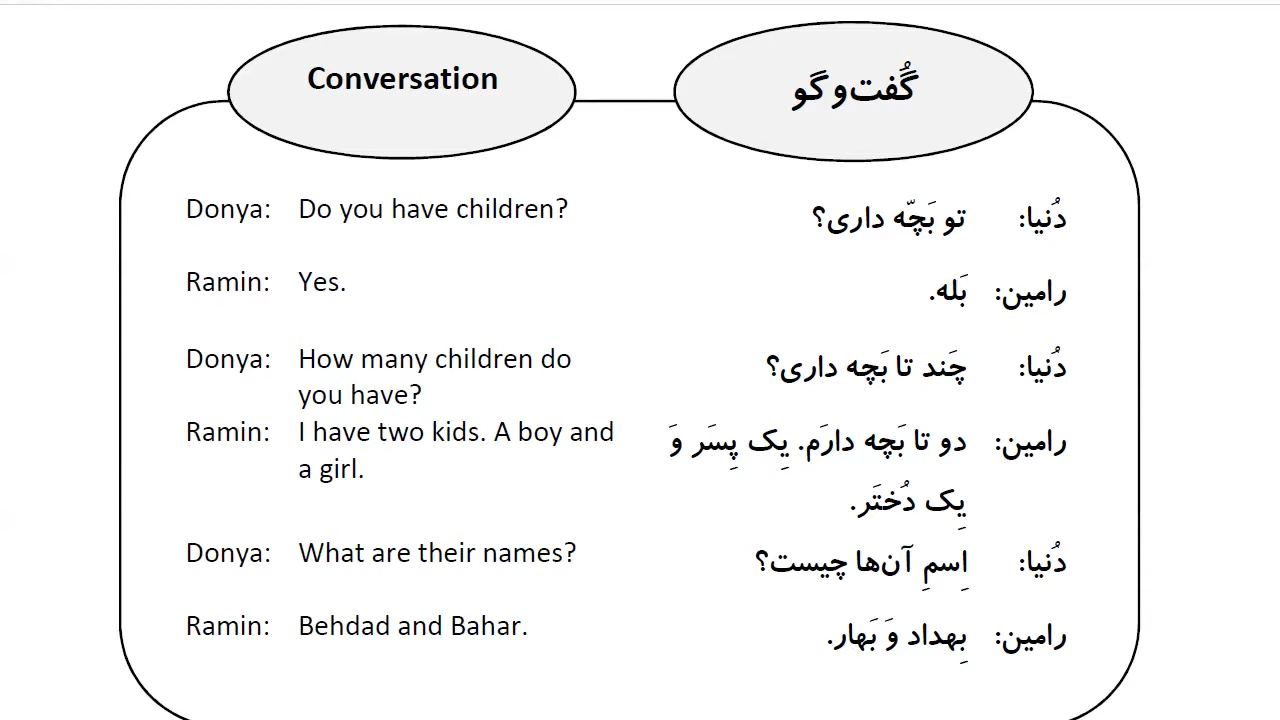 Conversation
گُفت‌وگو
Donya: Do you have children?
دُنیا: تو بَچّه داری؟
Ramin: Yes.
رامین: بَله.
Donya: How many children do
you have?
دُنیا: چَند تا بَچه داری؟
Ramin: I have two kids. A boy and
a girl.
رامین: دو تا بَچه دارَم. یِک پِسَر وَ
یِک دُختَر.
Donya: What are their names?
دُنیا: اِسمِ آن‌ها چیست؟
Ramin: Behdad and Bahar.
رامین: بِهداد وَ بَهار.